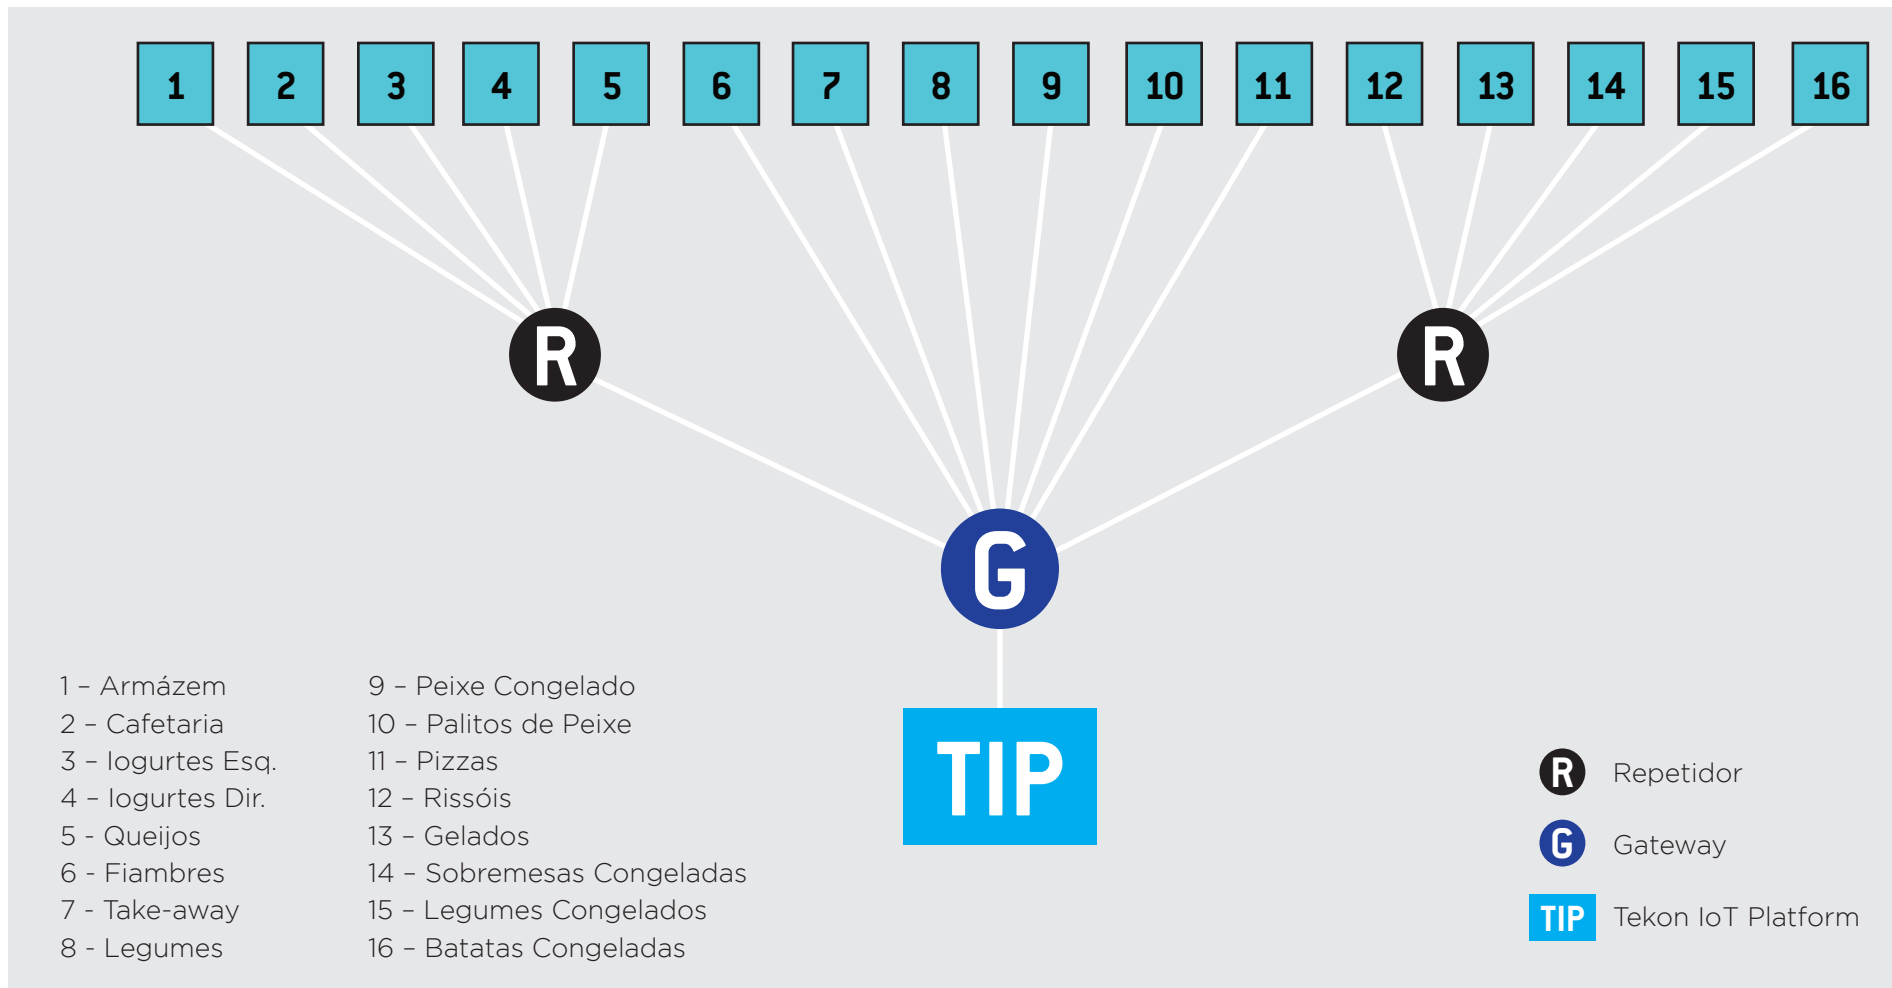 1 2 3 4 5 6 7 8 9 10 11 12 13 14 15 16
R R
G
TIP
1 – Armázem
2 – Cafetaria
3 – Iogurtes Esq.
4 – Iogurtes Dir.
5 - Queijos
6 - Fiambres
7 - Take-away
8 - Legumes
9 – Peixe Congelado
10 – Palitos de Peixe
11 – Pizzas
12 – Rissóis
13 – Gelados
14 – Sobremesas Congeladas
15 – Legumes Congelados
16 – Batatas Congeladas
R Repetidor
G Gateway
TIP Tekon IoT Platform